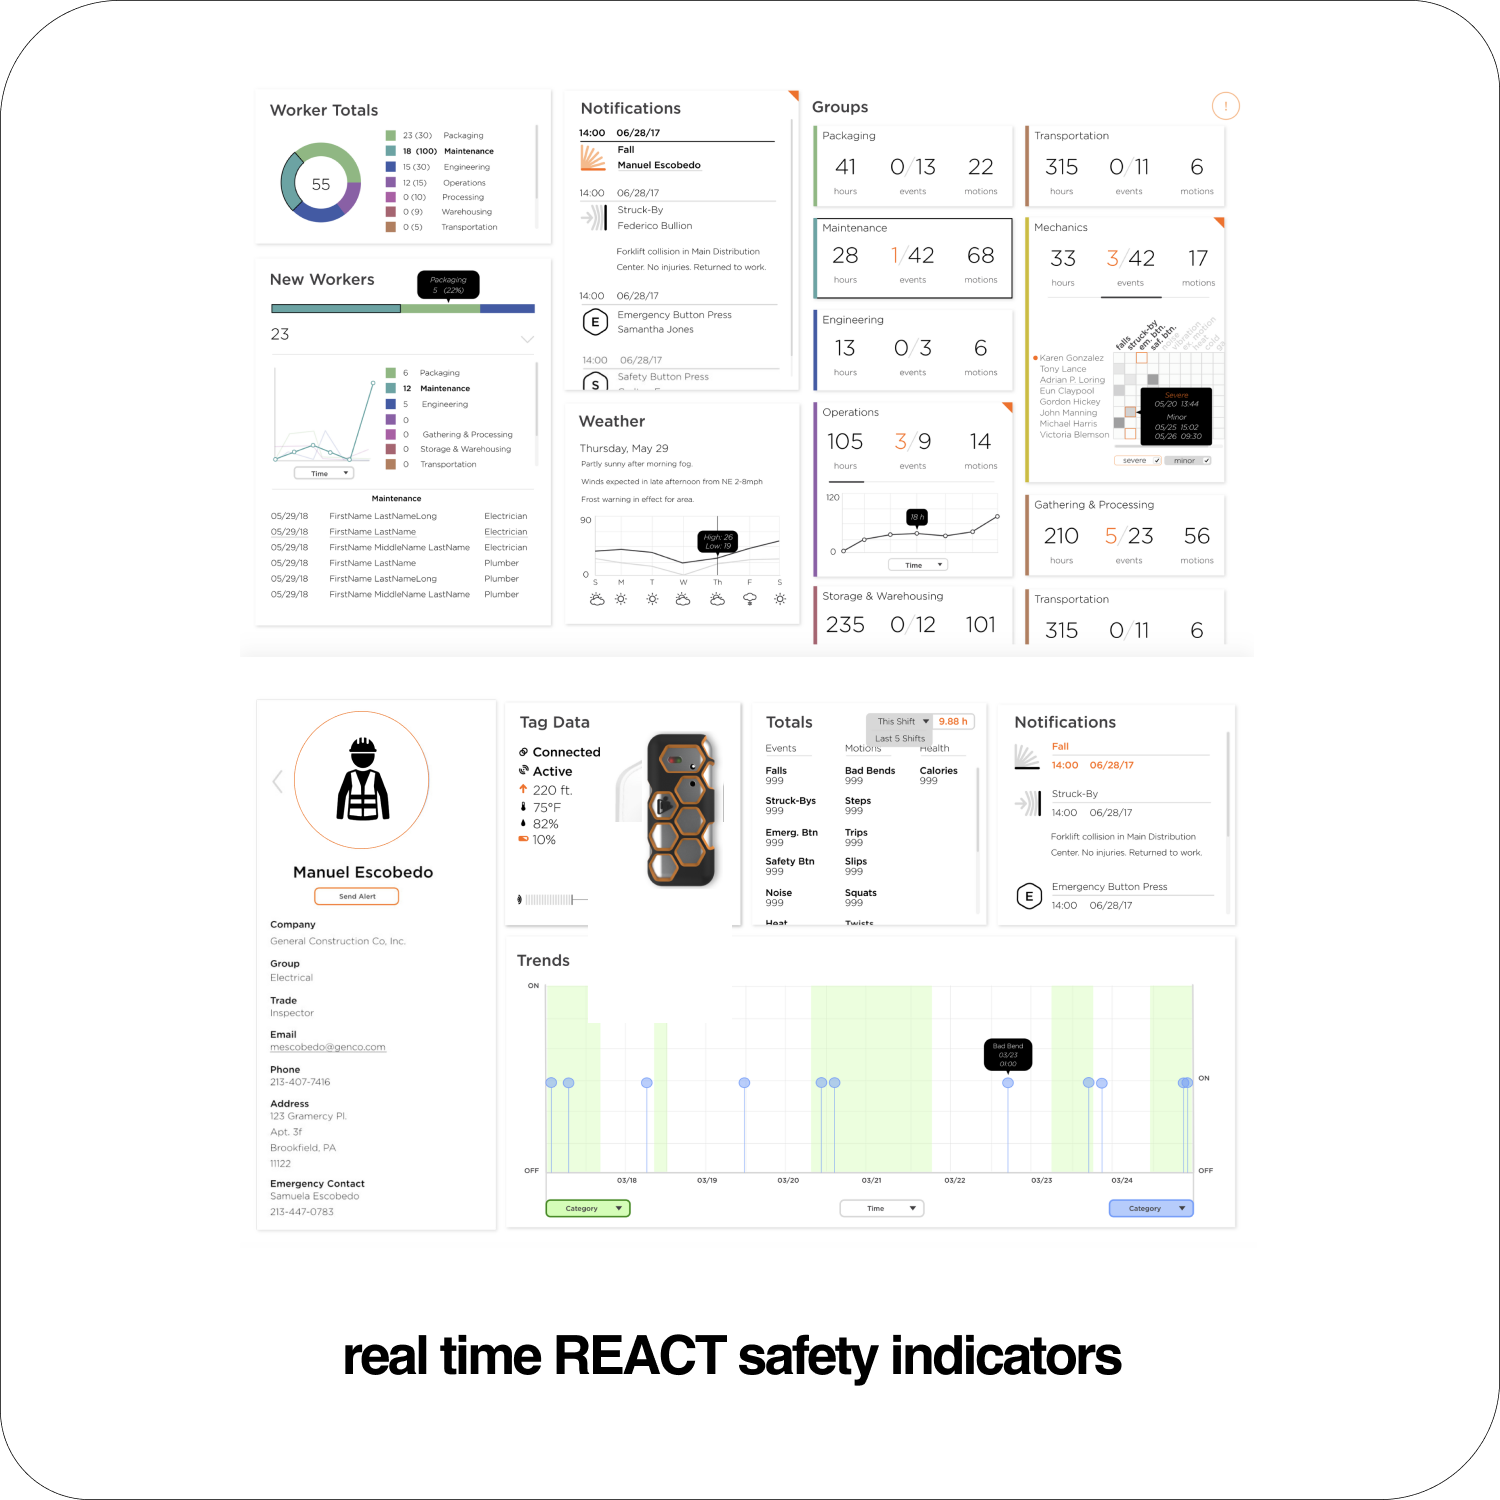 Worker Totals
55
23 (30) Packaging
18 (100) Maintenance
15 (30) Engineering
12 (15) Operations
0 (10) Processing
0 (9) Warehousing
0 (5) Transportation
New Workers
Packaging
5 (22%)
23
6 Packaging
12 Maintenance
5 Engineering
0
0 Gathering & Processing
0 Storage & Warehousing
0 Transportation
Time
Maintenance
05/29/18 FirstName LastNameLong Electrician
05/29/18 FirstName LastName Electrician
05/29/18 FirstName MiddleName LastName Electrician
05/29/18 FirstName LastName Plumber
05/29/18 FirstName LastNameLong Plumber
05/29/18 FirstName MiddleName LastName Plumber
Notifications
14:00 06/28/17
Fall
Manuel Escobedo
14:00 06/28/17
Struck-By
Federico Bullion
Forklift collision in Main Distribution
Center. No injuries. Returned to work.
14:00 06/28/17
E
Emergency Button Press
Samantha Jones
14:00 06/28/17
S
Safety Button Press
Weather
Thursday, May 29
Partly sunny after morning fog.
Winds expected in late afternoon from NE 2-8mph
Frost warning in effect for area.
90
High: 26
Low: 19
0
S M T W Th F S
Groups
!
Packaging
41 0/13 22
hours events motions
Maintenance
28 1/42 68
hours events motions
Engineering
13 0/3 6
hours events motions
Operations
105 3/9 14
hours events motions
120
18 h
0
Time
Storage & Warehousing
235 0/12 101
Transportation
315 0/11 6
hours events motions
Mechanics
33 3/42 17
hours events motions
falls struck-by em. btn. saf. btn. noise vibration ex. motion heat cold
Karen Gonzalez
Tony Lance
Adrian P. Loring
Eun Claypool
Gordon Hickey
John Manning
Michael Harris
Victoria Blemson
Severe
05/20 13:44
Minor
05/25 15:02
05/26 09:30
severe minor
Gathering & Processing
210 5/23 56
hours events motions
Transportation
315 0/11 6
Manuel Escobedo
Send Alert
Company
General Construction Co, Inc.
Group
Electrical
Trade
Inspector
Email
mescobedo@genco.com
Phone
213-407-7416
Address
123 Gramercy Pl.
Apt. 3f
Brookfield, PA
11122
Emergency Contact
Samuela Escobedo
213-447-0783
Tag Data
Connected
Active
220 ft.
75°F
82%
10%
Totals
This Shift 9.88 h
Last 5 Shifts
Events Motions Health
Falls Bad Bends Calories
999 999 999
Struck-Bys Steps
999 999
Emerg. Btn Trips
999 999
Safety Btn Slips
999 999
Noise Squats
999 999
Heat Twists
Notifications
Fall
14:00 06/28/17
Struck-By
14:00 06/28/17
Forklift collision in Main Distribution
Center. No injuries. Returned to work.
E
Emergency Button Press
14:00 06/28/17
Trends
ON
Bad Bend
03/23
01:00
ON
OFF OFF
03/18 03/19 03/20 03/21 03/22 03/23 03/24
Category Time Category
real time REACT safety indicators